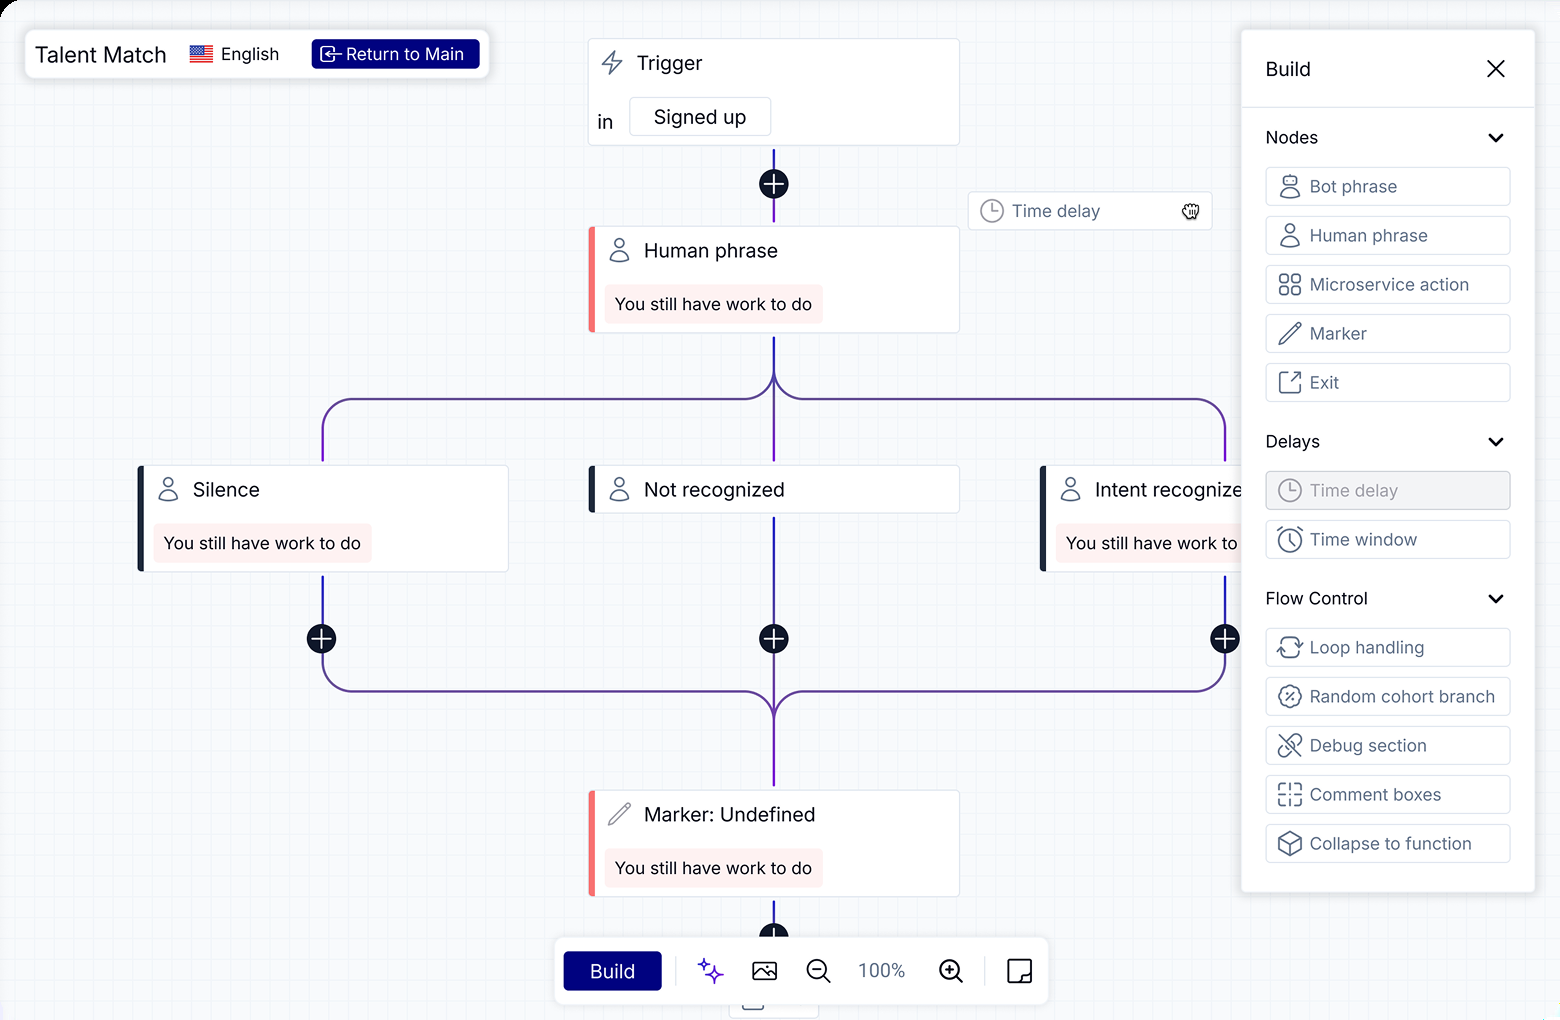 Talent Match
English
Return to Main
Trigger
in
Signed up
Time delay
Human phrase
You still have work to do
Silence
You still have work to do
Not recognized
Intent recognize
You still have work to
Marker: Undefined
You still have work to do
Build
100%
Build
Nodes
Bot phrase
Human phrase
Microservice action
Marker
Exit
Delays
Time delay
Time window
Flow Control
Loop handling
Random cohort branch
Debug section
Comment boxes
Collapse to function